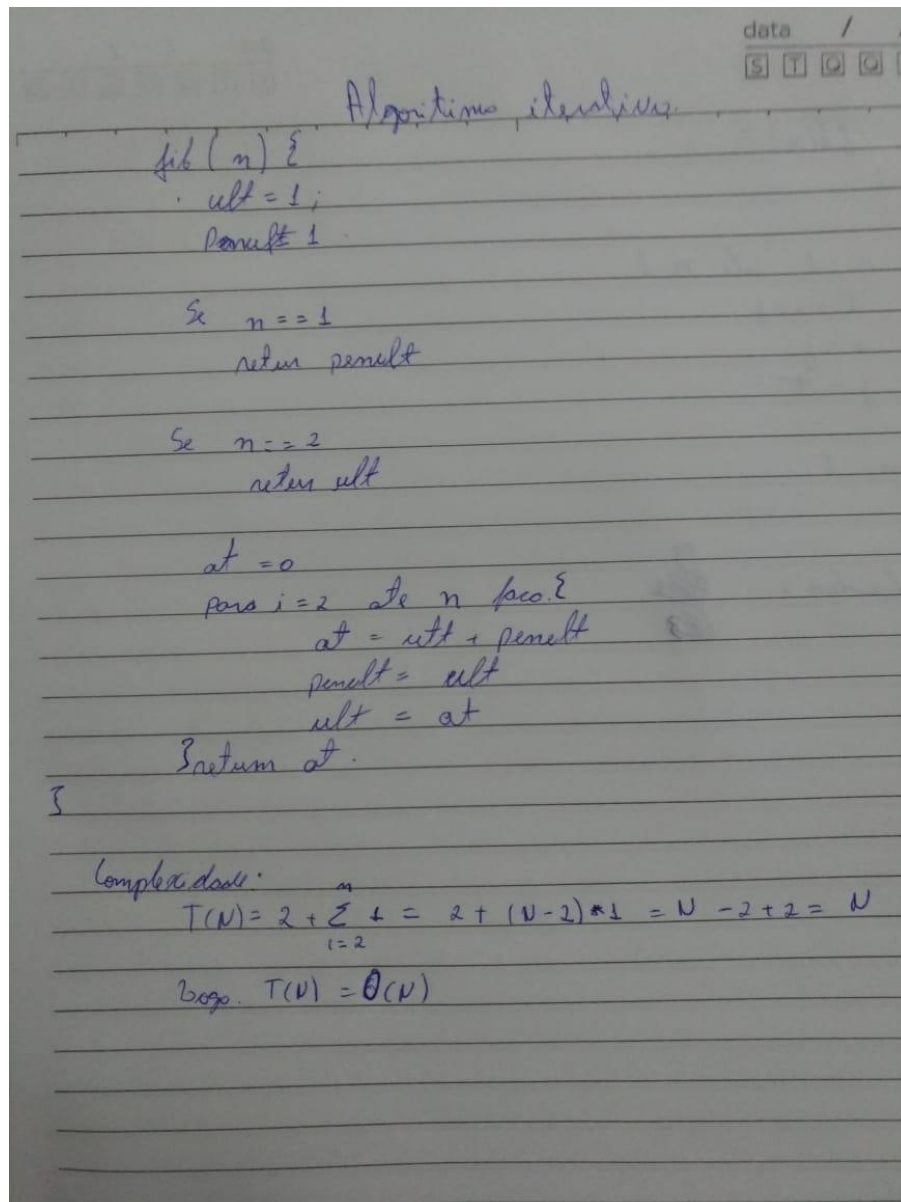 data / /
S T Q Q
Algoritimo iterativo.
fib (n) {
ult = 1;
Penult = 1
Se n == 1
retur penult
Se n == 2
retur ult
at = 0
para i = 2 ate n faca {
at = ult + penult
penult = ult
ult = at
} return at.
}
Complexidade:
T(N) = 2 + Σ 1 = 2 + (N-2)*1 = N - 2 + 2 = N
n
i=2
Logo. T(N) = Θ(N)